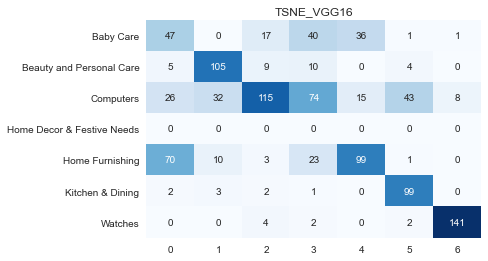 TSNE_VGG16
Baby Care 47 0 17 40 36 1 1
Beauty and Personal Care 5 105 9 10 0 4 0
Computers 26 32 115 74 15 43 8
Home Decor & Festive Needs 0 0 0 0 0 0 0
Home Furnishing 70 10 3 23 99 1 0
Kitchen & Dining 2 3 2 1 0 99 0
Watches 0 0 4 2 0 2 141
0 1 2 3 4 5 6